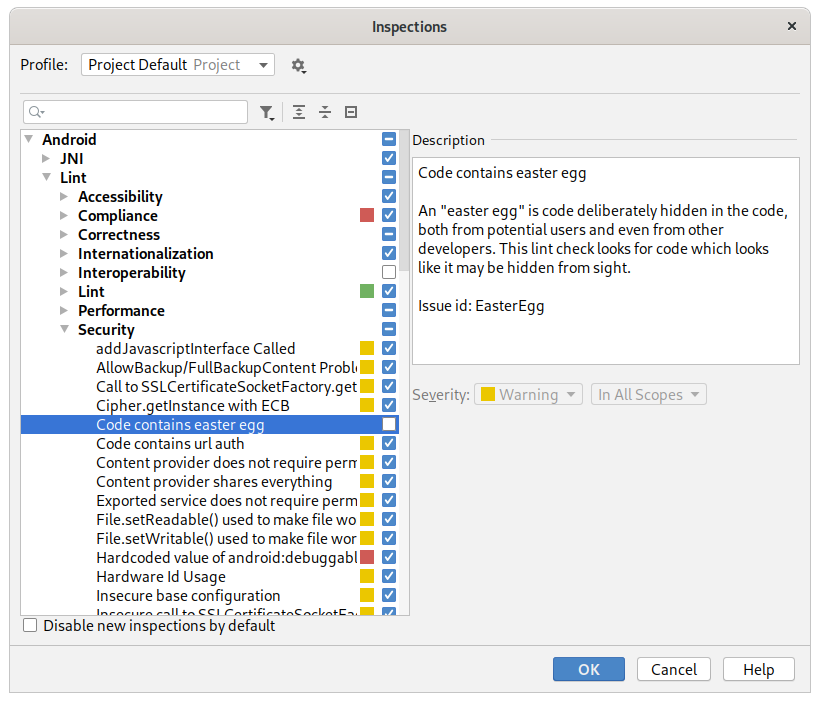 Inspections
Profile: Project Default Project
Android
JNI
Lint
Accessibility
Compliance
Correctness
Internationalization
Interoperability
Lint
Performance
Security
addJavascriptInterface Called
AllowBackup/FullBackupContent Probl
Call to SSLCertificateSocketFactory.get
Cipher.getInstance with ECB
Code contains easter egg
Code contains url auth
Content provider does not require perm
Content provider shares everything
Exported service does not require perm
File.setReadable() used to make file wo
File.setWritable() used to make file wor
Hardcoded value of android:debuggabl
Hardware Id Usage
Insecure base configuration
Insecure call to SSLCertificateSocketFac
Disable new inspections by default
Description
Code contains easter egg
An "easter egg" is code deliberately hidden in the code,
both from potential users and even from other
developers. This lint check looks for code which looks
like it may be hidden from sight.
Issue id: EasterEgg
Severity: Warning In All Scopes
OK Cancel Help